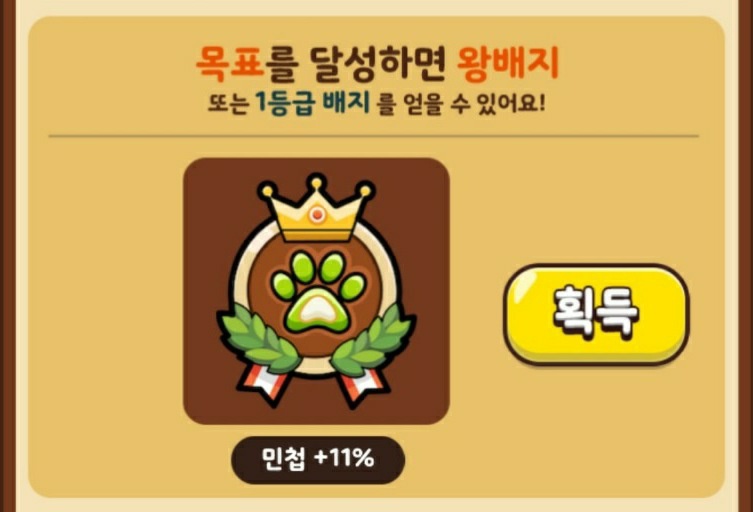 목표를 달성하면 왕배지
또는 1등급 배지 를 얻을 수 있어요!
획득
민첩 +11%